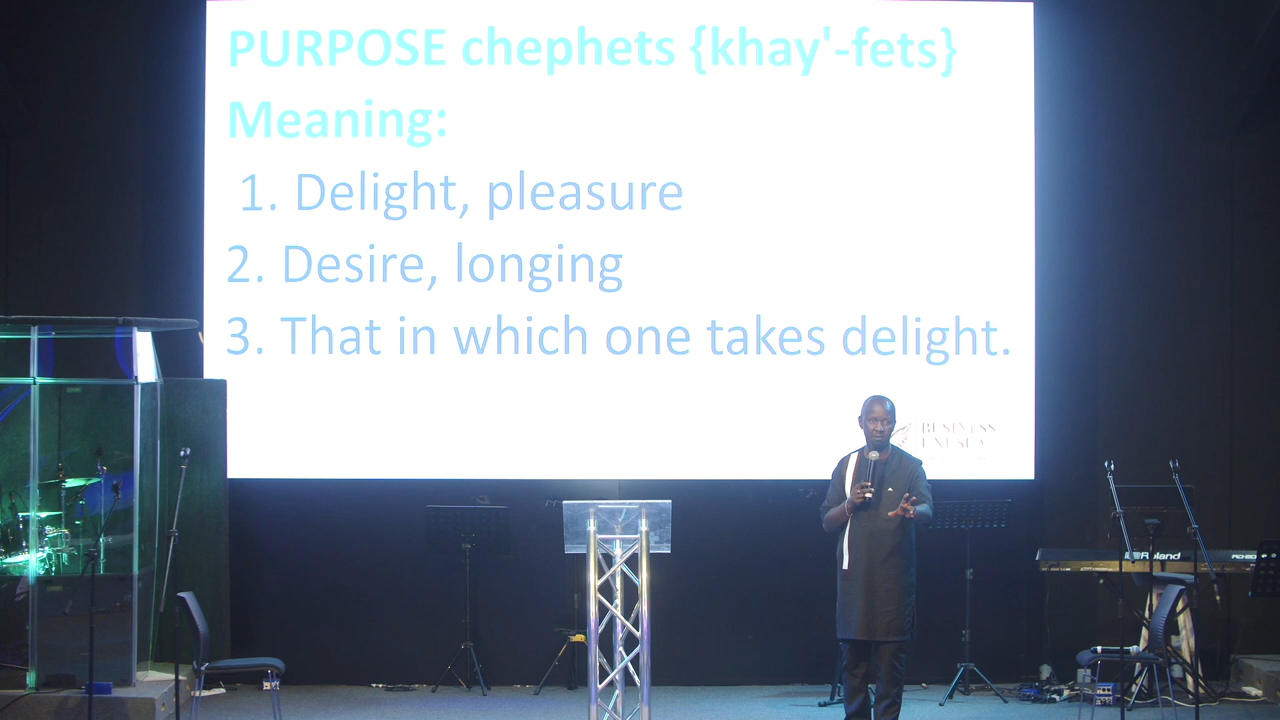 PURPOSE chephets {khay'-fets}
Meaning:
1. Delight, pleasure
2. Desire, longing
3. That in which one takes delight.
BUSINESS
Roland